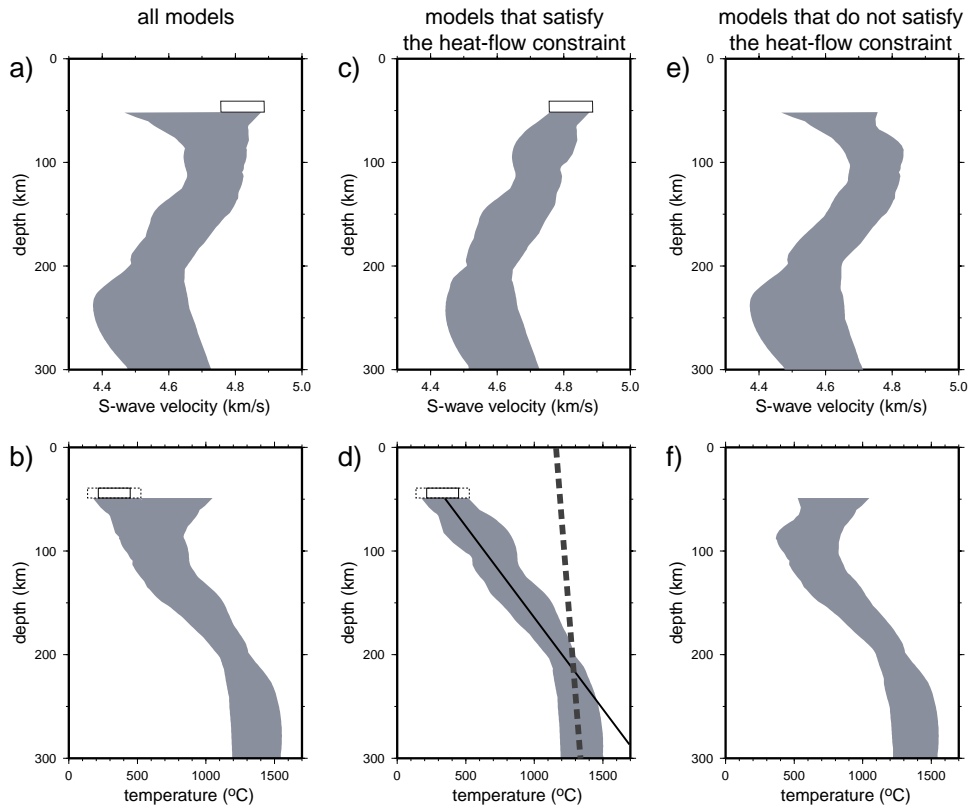 all models
models that satisfy
the heat-flow constraint
models that do not satisfy
the heat-flow constraint
a)
0
100
200
300
depth (km)
4.4 4.6 4.8 5.0
S-wave velocity (km/s)
c)
0
100
200
300
depth (km)
4.4 4.6 4.8 5.0
S-wave velocity (km/s)
e)
0
100
200
300
depth (km)
4.4 4.6 4.8 5.0
S-wave velocity (km/s)
b)
0
100
200
300
depth (km)
0 500 1000 1500
temperature (ºC)
d)
0
100
200
300
depth (km)
0 500 1000 1500
temperature (ºC)
f)
0
100
200
300
depth (km)
0 500 1000 1500
temperature (ºC)